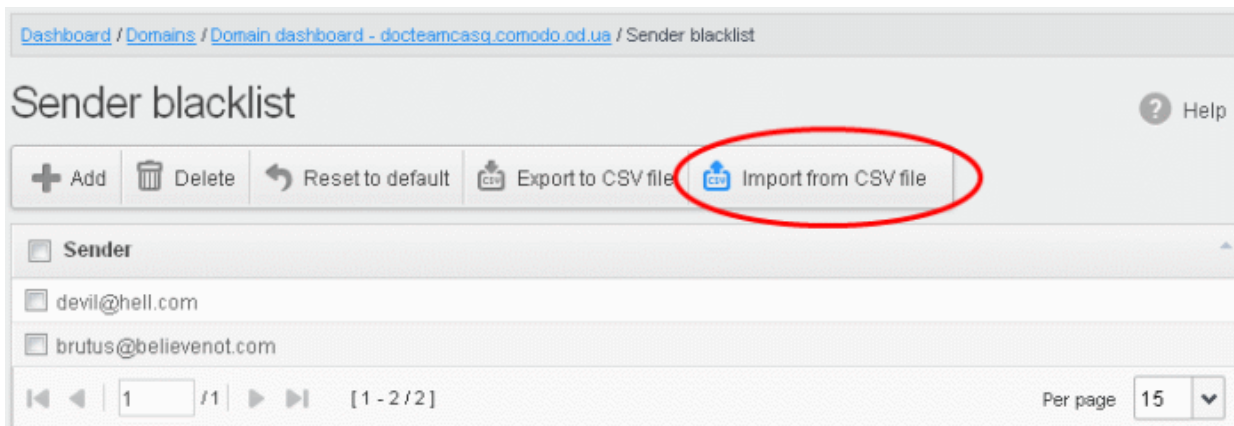 Dashboard / Domains / Domain dashboard - docteamcasq.comodo.od.ua / Sender blacklist
Sender blacklist
Help
Add Delete Reset to default CSV Export to CSV file CSV Import from CSV file
Sender
devil@hell.com
brutus@believenot.com
1 / 1 [ 1 - 2 / 2 ] Per page 15